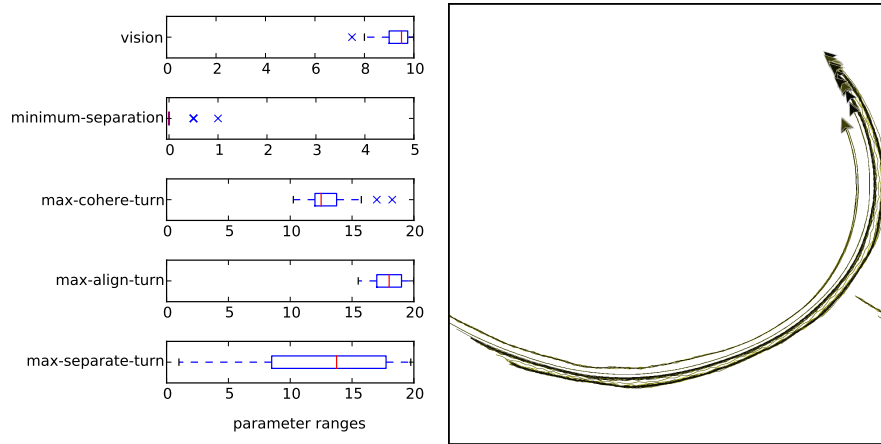 vision
0 2 4 6 8 10
minimum-separation
0 1 2 3 4 5
max-cohere-turn
0 5 10 15 20
max-align-turn
0 5 10 15 20
max-separate-turn
0 5 10 15 20
parameter ranges